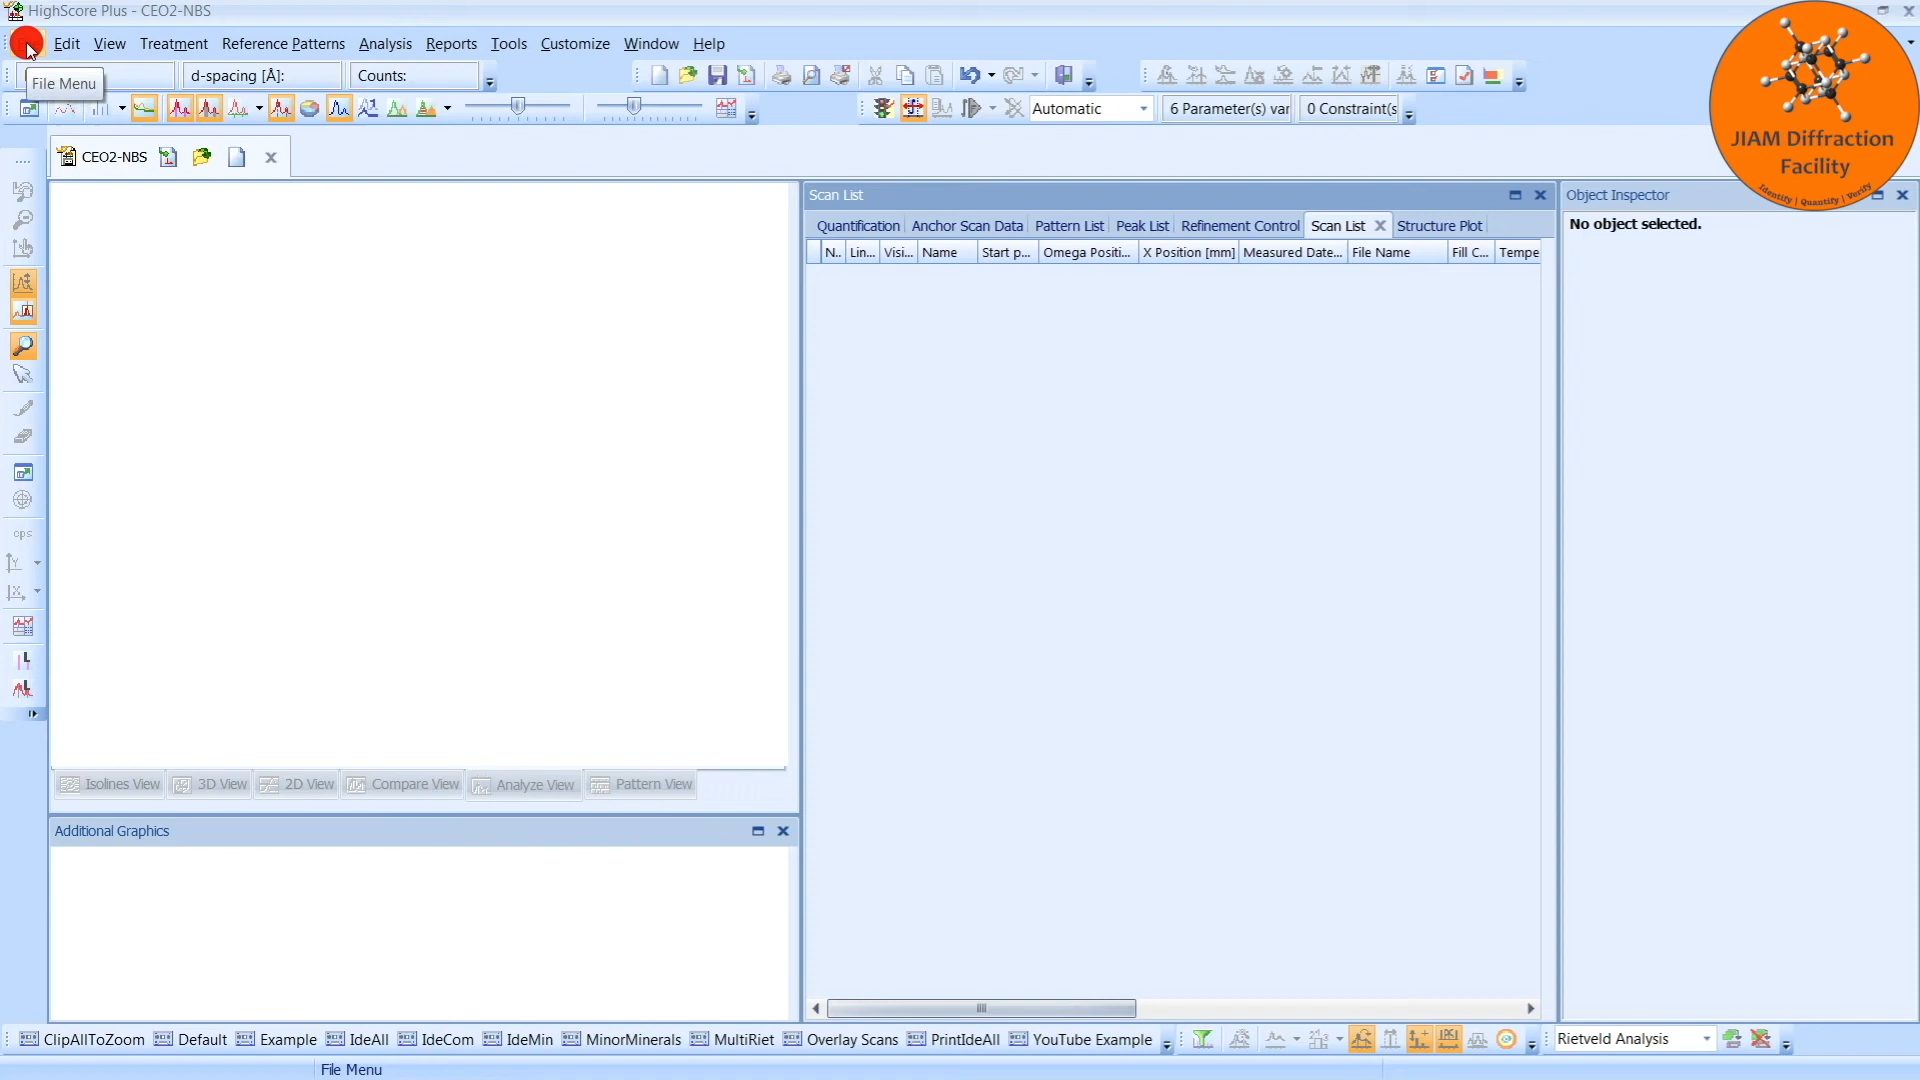 HighScore Plus - CEO2-NBS
Edit View Treatment Reference Patterns Analysis Reports Tools Customize Window Help
d-spacing [Å]: Counts:
File Menu
Automatic 6 Parameter(s) var 0 Constraint(s
JIAM Diffraction
Facility
Identify | Quantify | Verify
CEO2-NBS
Scan List
Object Inspector
Quantification Anchor Scan Data Pattern List Peak List Refinement Control Scan List Structure Plot
No object selected.
N.. Lin... Visi... Name Start p... Omega Positi... X Position [mm] Measured Date... File Name Fill C... Tempe
Isolines View 3D View 2D View Compare View Analyze View Pattern View
Additional Graphics
ClipAllToZoom Default Example IdeAll IdeCom IdeMin MinorMinerals MultiRiet Overlay Scans PrintIdeAll YouTube Example Rietveld Analysis
File Menu